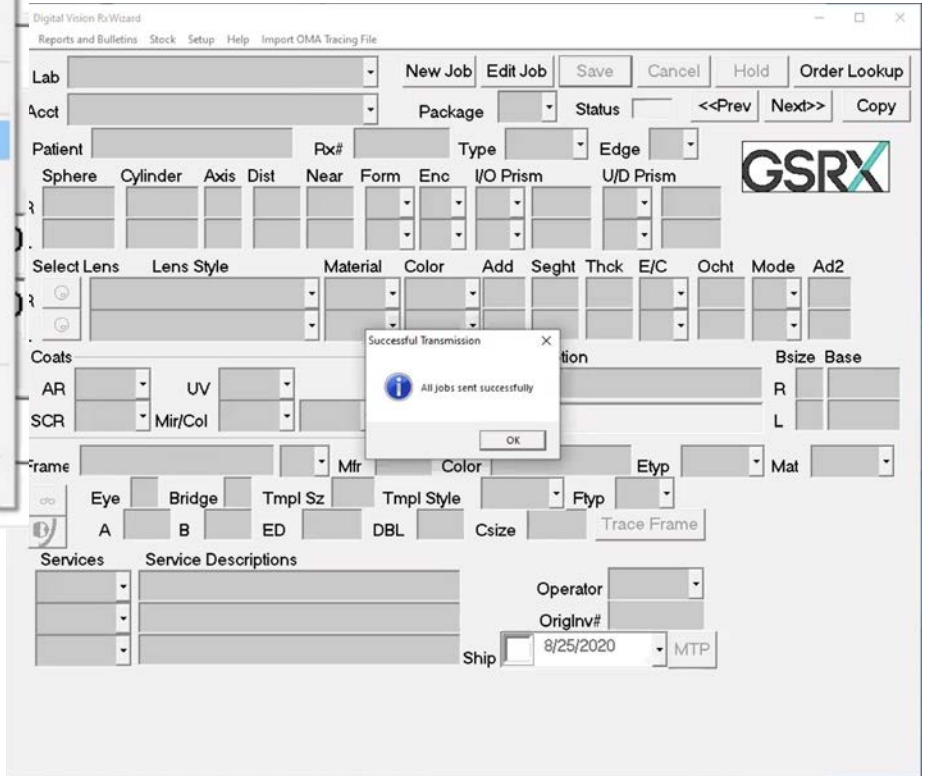 Digital Vision RxWizard
Reports and Bulletins Stock Setup Help Import OMA Tracing File
Lab New Job Edit Job Save Cancel Hold Order Lookup
Acct Package Status <<Prev Next>> Copy
Patient Rx# Type Edge
GSRX
Sphere Cylinder Axis Dist Near Form Enc I/O Prism U/D Prism
Select Lens Lens Style Material Color Add Seght Thck E/C Ocht Mode Ad2
R
Successful Transmission
Coats Bsize Base
AR UV All jobs sent successfully R
SCR Mir/Col L
OK
Frame Mfr Color Etyp Mat
Eye Bridge Tmpl Sz Tmpl Style Ftyp
A B ED DBL Csize Trace Frame
Services Service Descriptions
Operator
OrigInv#
Ship 8/25/2020 MTP